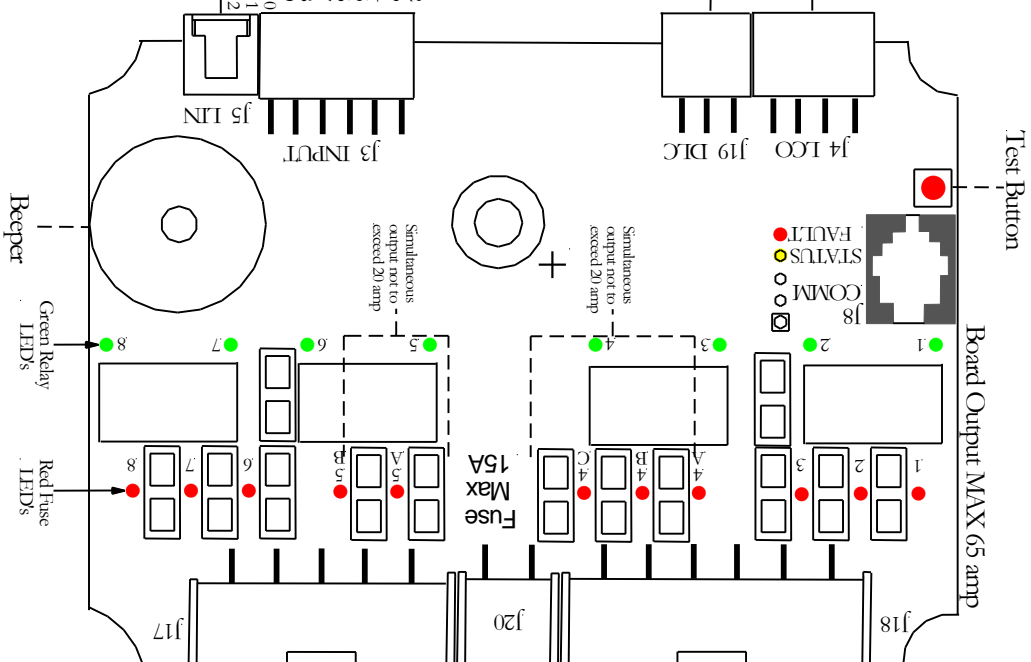 0
1
2
J5 LIN
J3 INPUT
J19 DLC
J4 LCO
Test Button
Beeper
Simultaneous
output not to
exceed 20 amp
Simultaneous
output not to
exceed 20 amp
FAULT
STATUS
COMM
J8
Green Relay
LED's
8
7
6
5
4
3
2
1
Board Output MAX 65 amp
Red Fuse
LED's
8
7
6
5
B
5
A
4
C
4
B
4
A
3
2
1
Fuse
Max
15A
J17
J20
J18